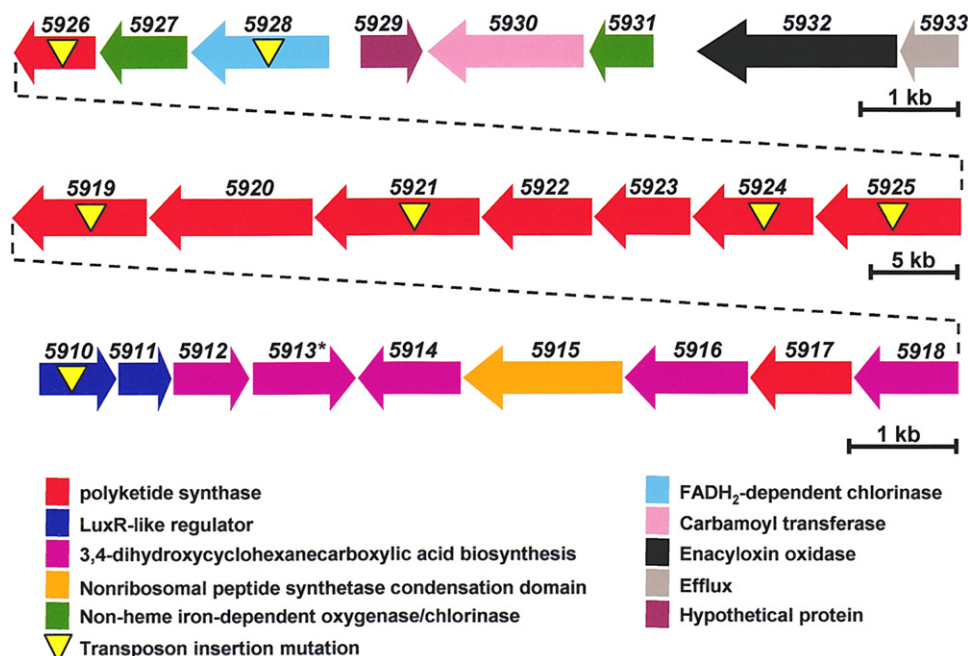 5926 5927 5928 5929 5930 5931 5932 5933
1 kb
5919 5920 5921 5922 5923 5924 5925
5 kb
5910 5911 5912 5913* 5914 5915 5916 5917 5918
1 kb
polyketide synthase
LuxR-like regulator
3,4-dihydroxycyclohexanecarboxylic acid biosynthesis
Nonribosomal peptide synthetase condensation domain
Non-heme iron-dependent oxygenase/chlorinase
Transposon insertion mutation
FADH₂-dependent chlorinase
Carbamoyl transferase
Enacyloxin oxidase
Efflux
Hypothetical protein